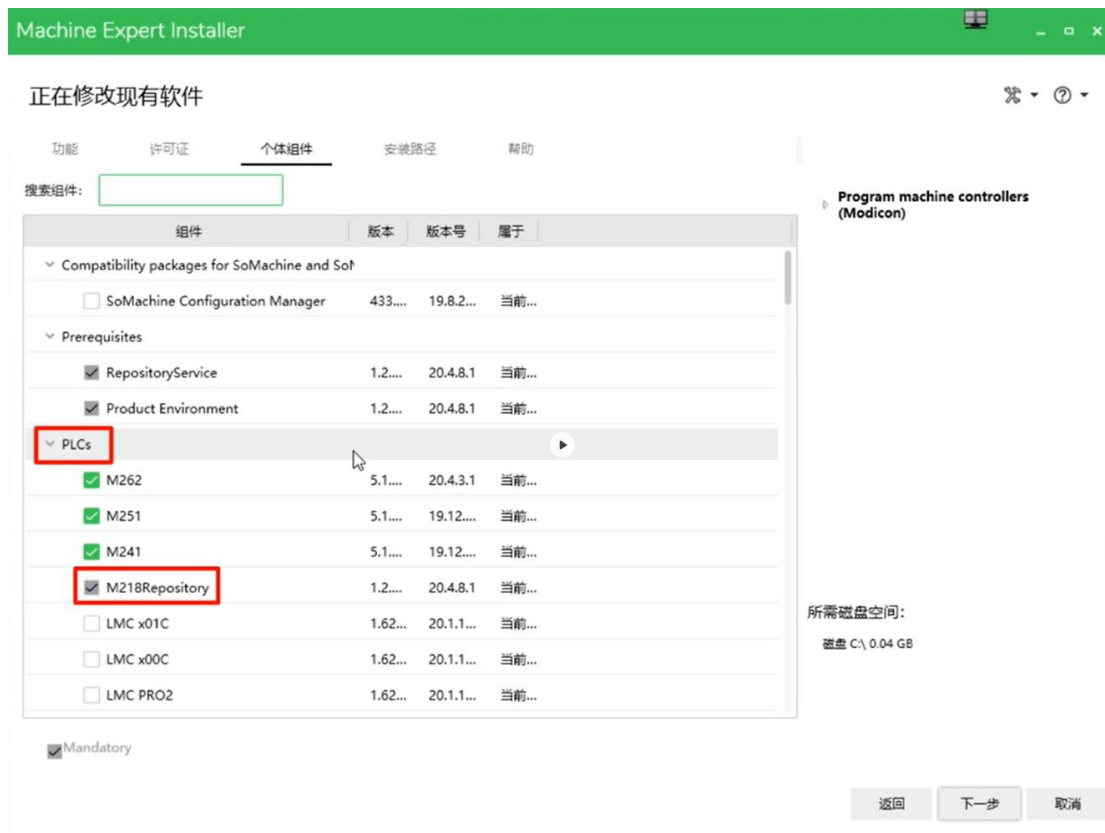 Machine Expert Installer
正在修改现有软件
功能 许可证 个体组件 安装路径 帮助
搜索组件:
组件 版本 版本号 属于
Compatibility packages for SoMachine and SoM
SoMachine Configuration Manager 433.... 19.8.2... 当前...
Prerequisites
RepositoryService 1.2.... 20.4.8.1 当前...
Product Environment 1.2.... 20.4.8.1 当前...
PLCs
M262 5.1.... 20.4.3.1 当前...
M251 5.1.... 19.12.... 当前...
M241 5.1.... 19.12.... 当前...
M218Repository 1.2.... 20.4.8.1 当前...
LMC x01C 1.62... 20.1.1... 当前...
LMC x00C 1.62... 20.1.1... 当前...
LMC PRO2 1.62... 20.1.1... 当前...
Mandatory
Program machine controllers
(Modicon)
所需磁盘空间:
磁盘 C:\ 0.04 GB
返回 下一步 取消